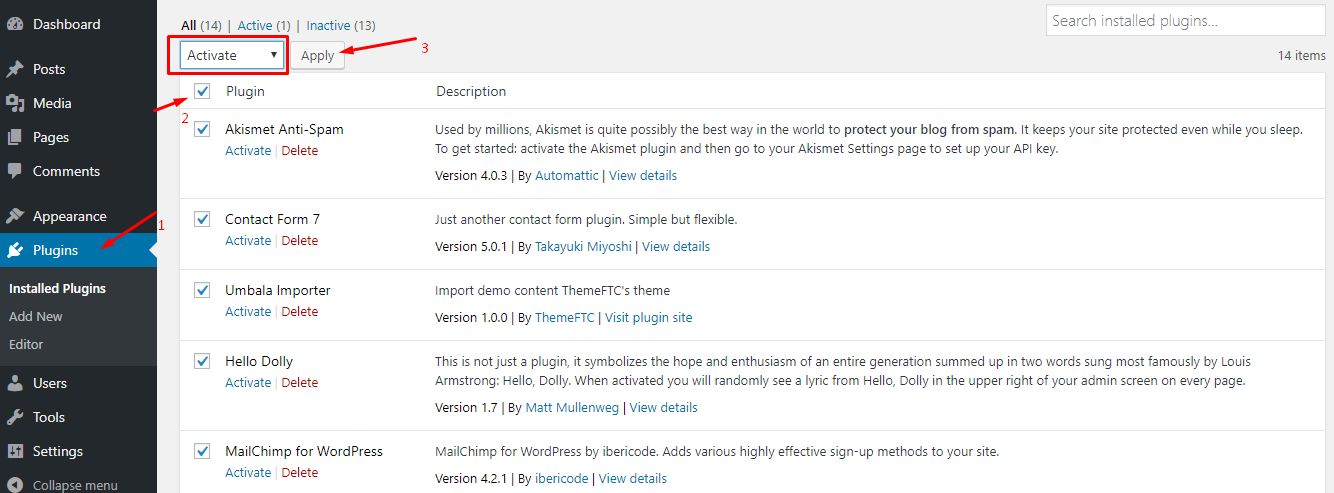 Dashboard
Posts
Media
Pages
Comments
Appearance
1
Plugins
Installed Plugins
Add New
Editor
Users
Tools
Settings
Collapse menu
All (14) | Active (1) | Inactive (13)
Search installed plugins...
Activate ▼ Apply
3
14 items
Plugin Description
2
Akismet Anti-Spam
Activate | Delete
Used by millions, Akismet is quite possibly the best way in the world to protect your blog from spam. It keeps your site protected even while you sleep.
To get started: activate the Akismet plugin and then go to your Akismet Settings page to set up your API key.
Version 4.0.3 | By Automattic | View details
Contact Form 7
Activate | Delete
Just another contact form plugin. Simple but flexible.
Version 5.0.1 | By Takayuki Miyoshi | View details
Umbala Importer
Activate | Delete
Import demo content ThemeFTC's theme
Version 1.0.0 | By ThemeFTC | Visit plugin site
Hello Dolly
Activate | Delete
This is not just a plugin, it symbolizes the hope and enthusiasm of an entire generation summed up in two words sung most famously by Louis
Armstrong: Hello, Dolly. When activated you will randomly see a lyric from Hello, Dolly in the upper right of your admin screen on every page.
Version 1.7 | By Matt Mullenweg | View details
MailChimp for WordPress
Activate | Delete
MailChimp for WordPress by ibericode. Adds various highly effective sign-up methods to your site.
Version 4.2.1 | By ibericode | View details